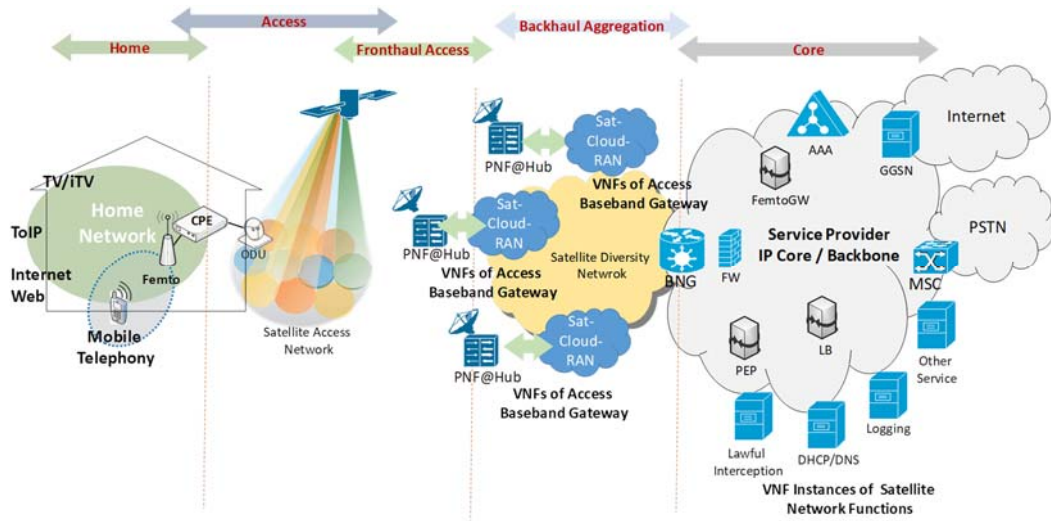 Backhaul Aggregation
Access
Home
Fronthaul Access
Core
Sat-
Cloud-
RAN
PNF@Hub
VNFs of Access
Baseband Gateway
AAA
GGSN
Internet
FemtoGW
TV/iTV
Home
Network
ToIP
CPE
ODU
Femto
Internet
Web
Mobile
Telephony
Satellite Access
Network
Sat-
Cloud-
RAN
PNF@Hub
VNFs of Access
Baseband Gateway
Satellite Diversity
Netwrok
BNG
FW
Service Provider
IP Core / Backbone
PSTN
MSC
Sat-
Cloud-
RAN
PNF@Hub
VNFs of Access
Baseband Gateway
PEP
LB
Other
Service
Logging
Lawful
Interception
DHCP/DNS
VNF Instances of Satellite
Network Functions